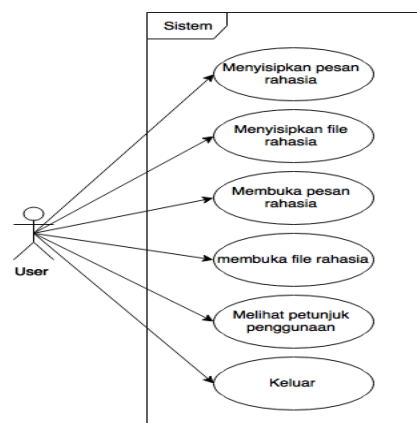 Sistem
Menyisipkan pesan
rahasia
Menyisipkan file
rahasia
Membuka pesan
rahasia
membuka file rahasia
User
Melihat petunjuk
penggunaan
Keluar